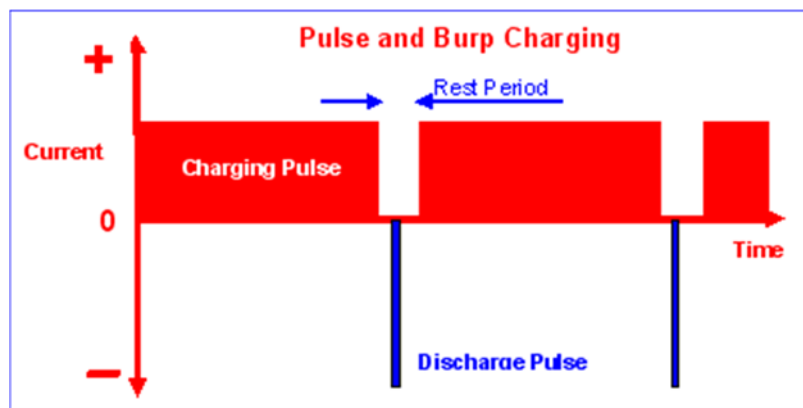 Pulse and Burp Charging
+
Rest Period
Current
Charging Pulse
0
Time
Discharge Pulse
–